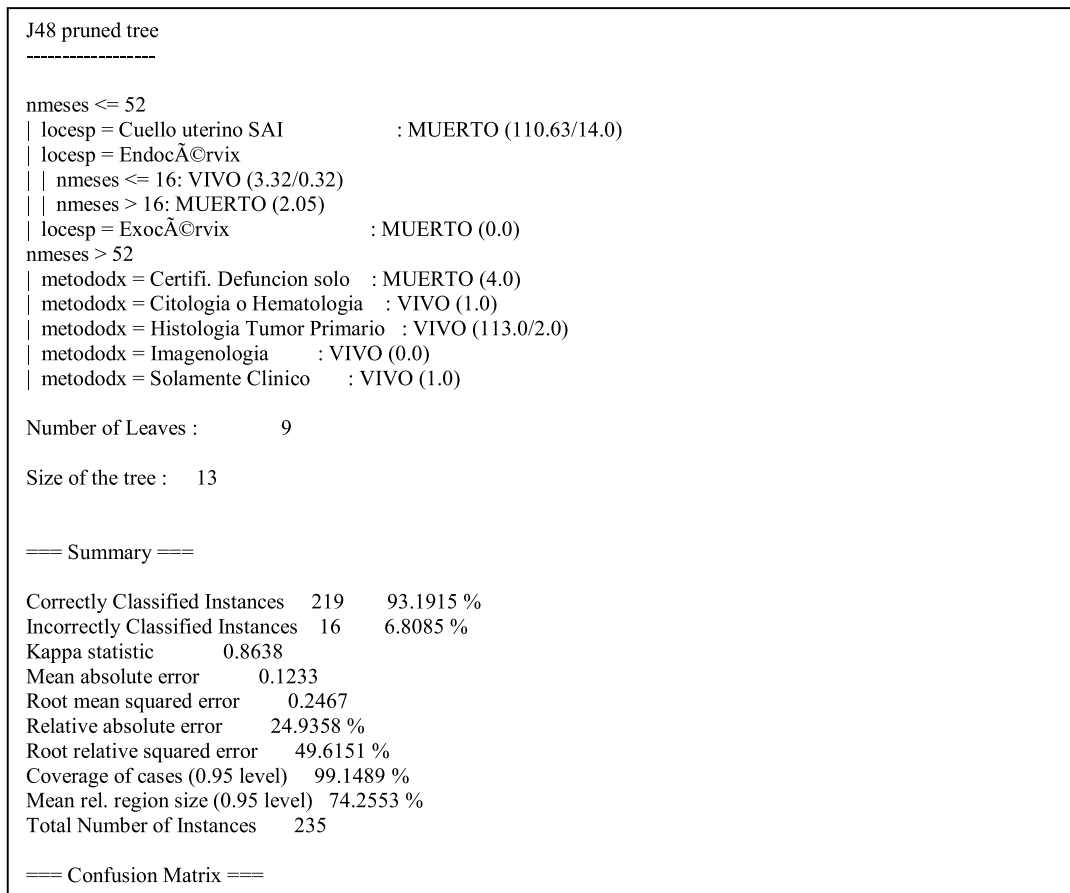 J48 pruned tree
------------------
nmeses <= 52
| locesp = Cuello uterino SAI : MUERTO (110.63/14.0)
| locesp = EndocÃ©rvix
| | nmeses <= 16: VIVO (3.32/0.32)
| | nmeses > 16: MUERTO (2.05)
| locesp = ExocÃ©rvix : MUERTO (0.0)
nmeses > 52
| metododx = Certifi. Defuncion solo : MUERTO (4.0)
| metododx = Citologia o Hematologia : VIVO (1.0)
| metododx = Histologia Tumor Primario : VIVO (113.0/2.0)
| metododx = Imagenologia : VIVO (0.0)
| metododx = Solamente Clinico : VIVO (1.0)
Number of Leaves : 9
Size of the tree : 13
=== Summary ===
Correctly Classified Instances 219 93.1915 %
Incorrectly Classified Instances 16 6.8085 %
Kappa statistic 0.8638
Mean absolute error 0.1233
Root mean squared error 0.2467
Relative absolute error 24.9358 %
Root relative squared error 49.6151 %
Coverage of cases (0.95 level) 99.1489 %
Mean rel. region size (0.95 level) 74.2553 %
Total Number of Instances 235
=== Confusion Matrix ===